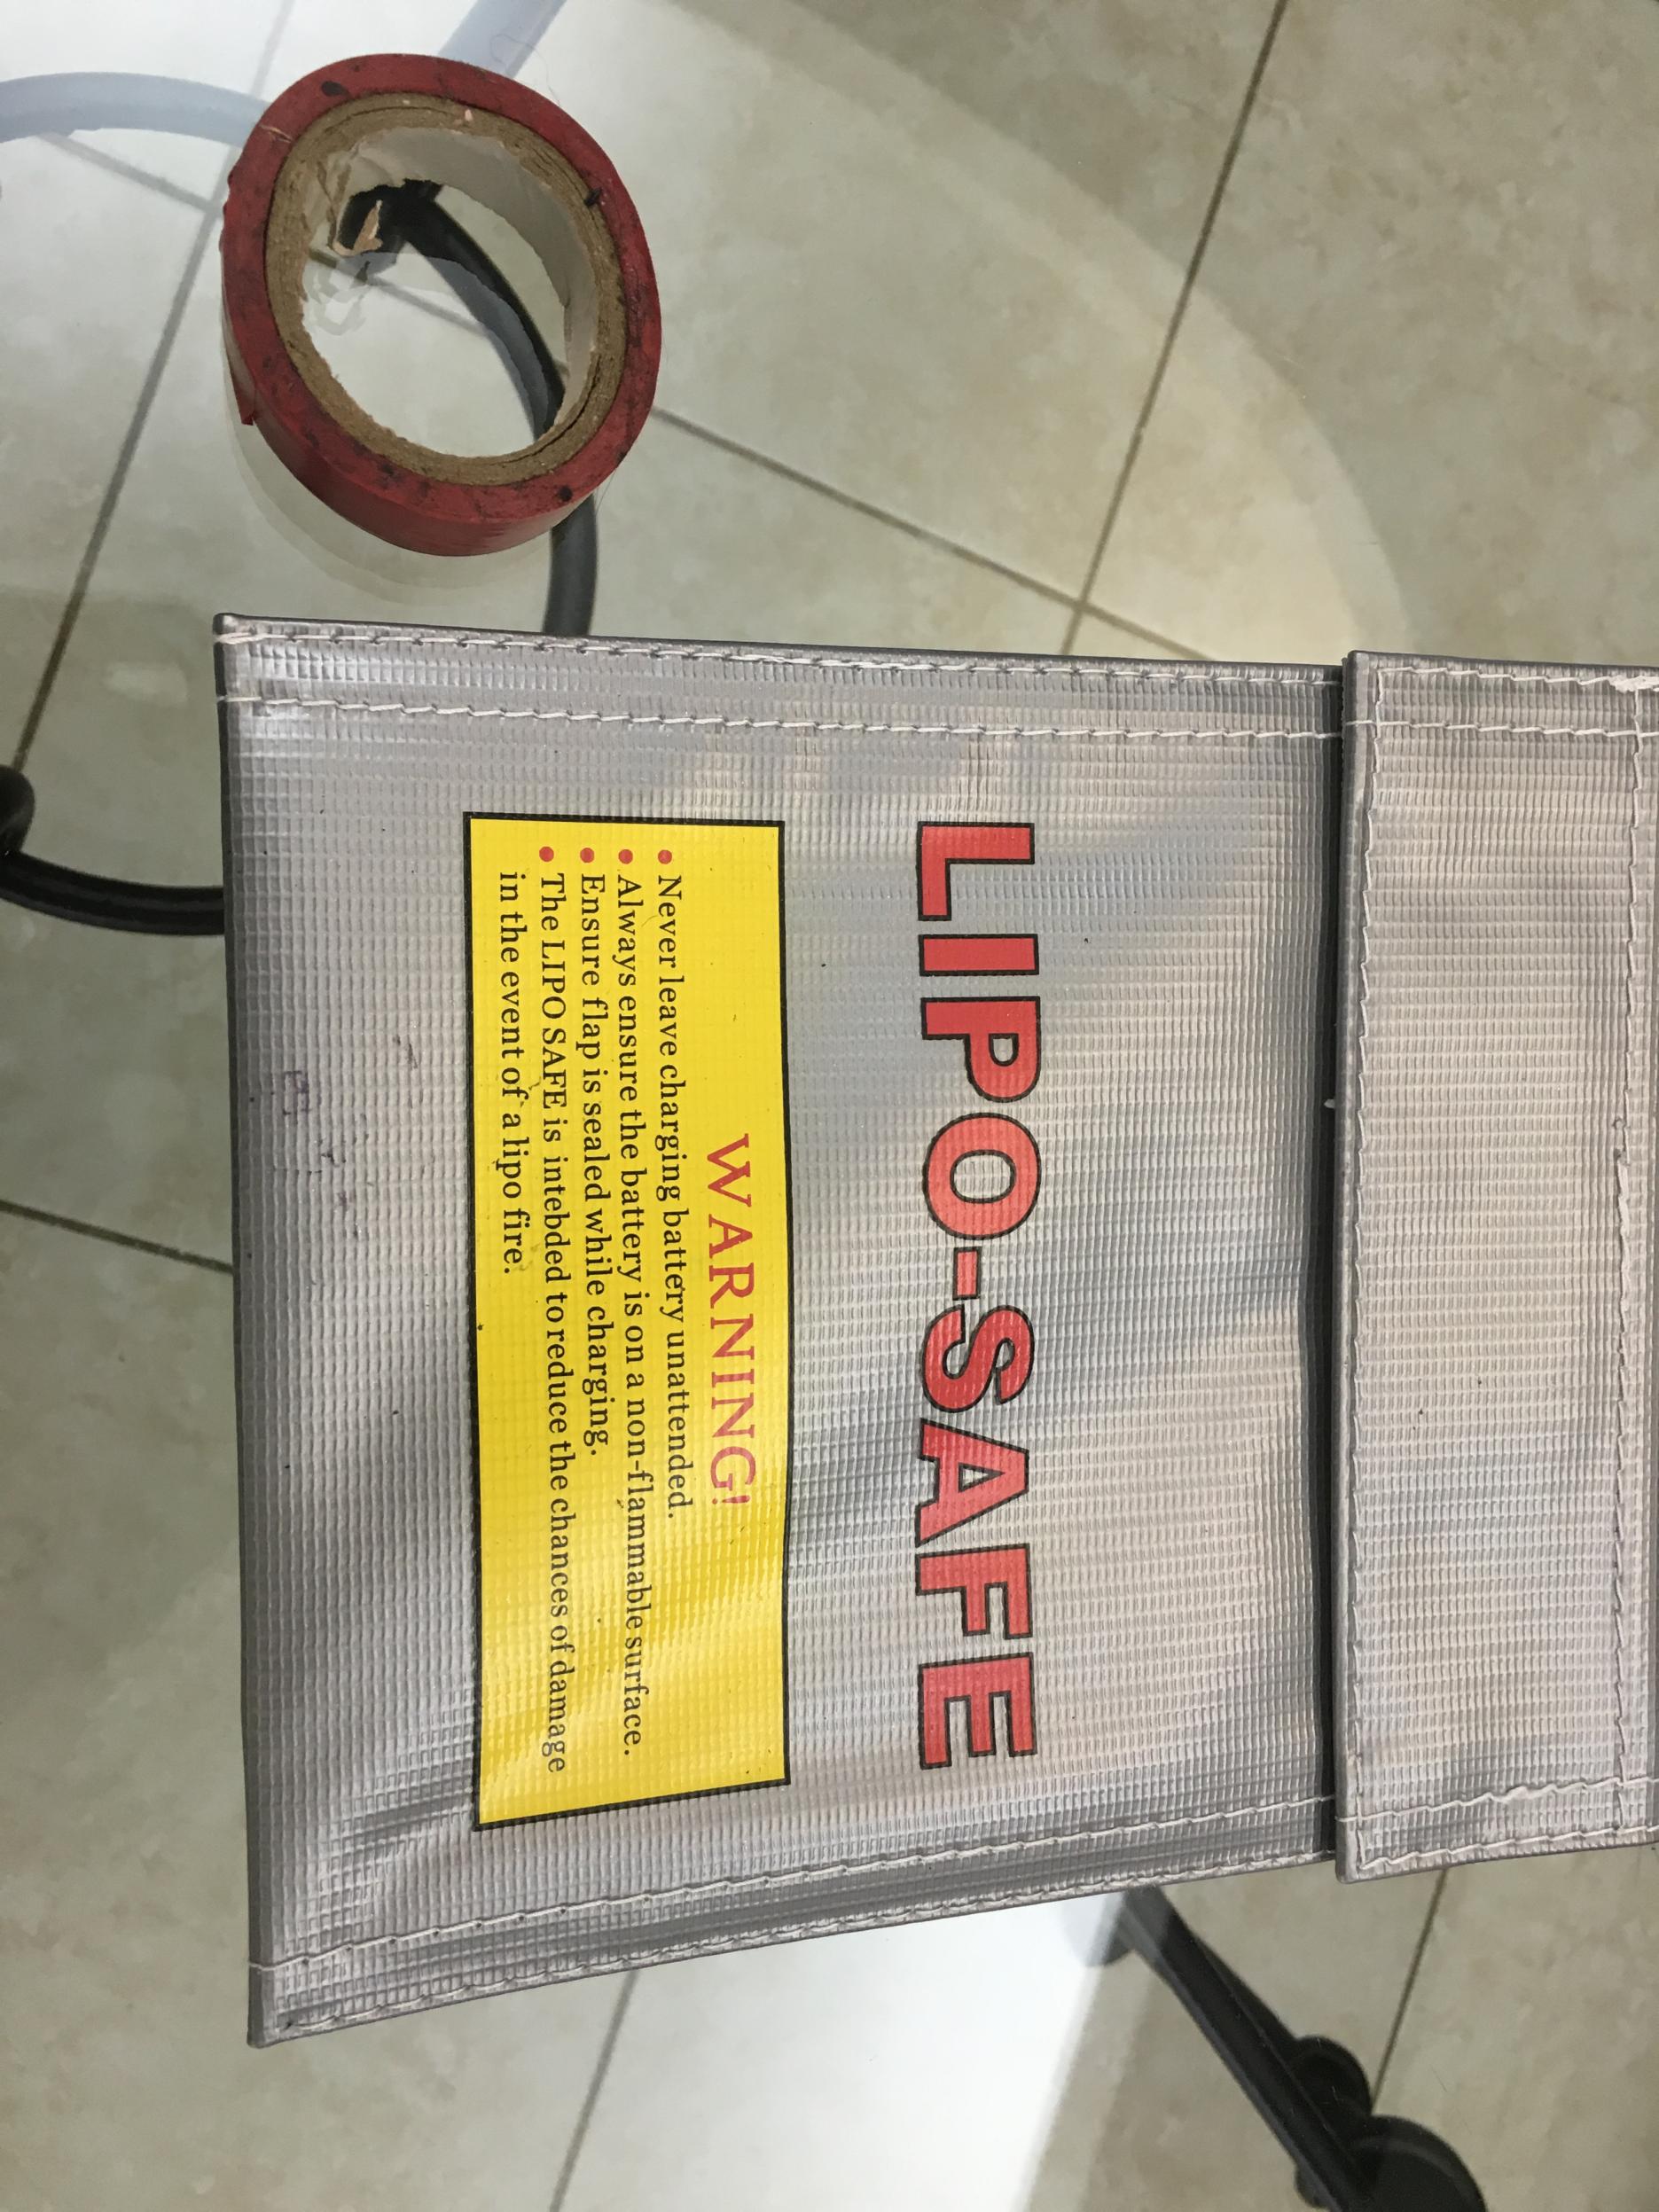 LIPO-SAFE
WARNING!
• Never leave charging battery unattended.
• Always ensure the battery is on a non-flammable surface.
• Ensure flap is sealed while charging.
• The LIPO SAFE is intebded to reduce the chances of damage
in the event of a lipo fire.